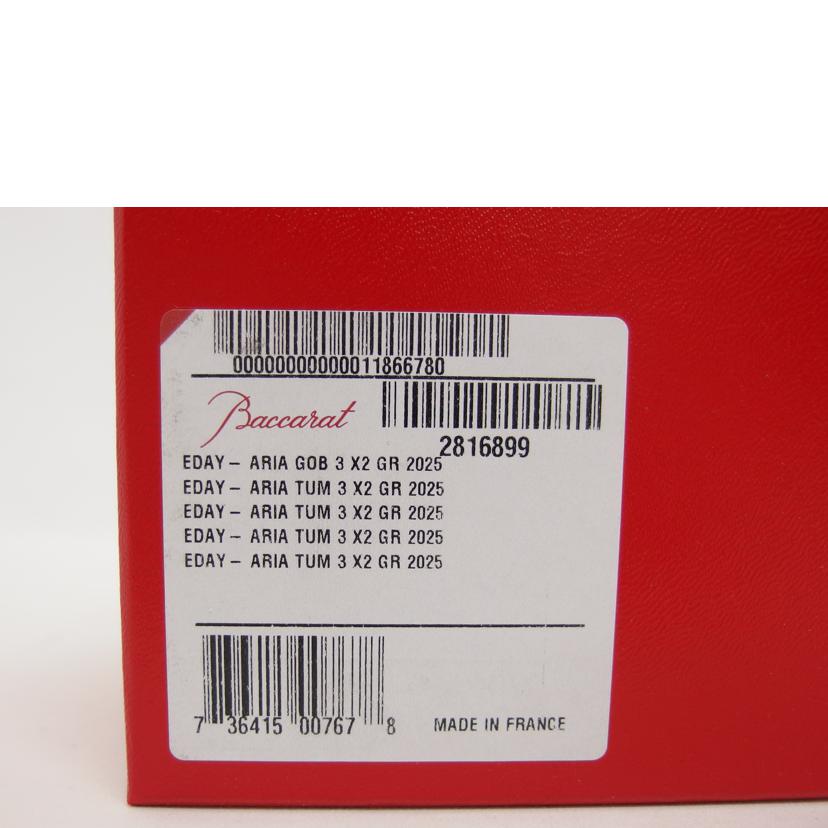 00000000000011866780
Baccarat
2816899
EDAY– ARIA GOB 3 X2 GR 2025
EDAY– ARIA TUM 3 X2 GR 2025
EDAY– ARIA TUM 3 X2 GR 2025
EDAY– ARIA TUM 3 X2 GR 2025
EDAY– ARIA TUM 3 X2 GR 2025
7 36415 00767 8 MADE IN FRANCE